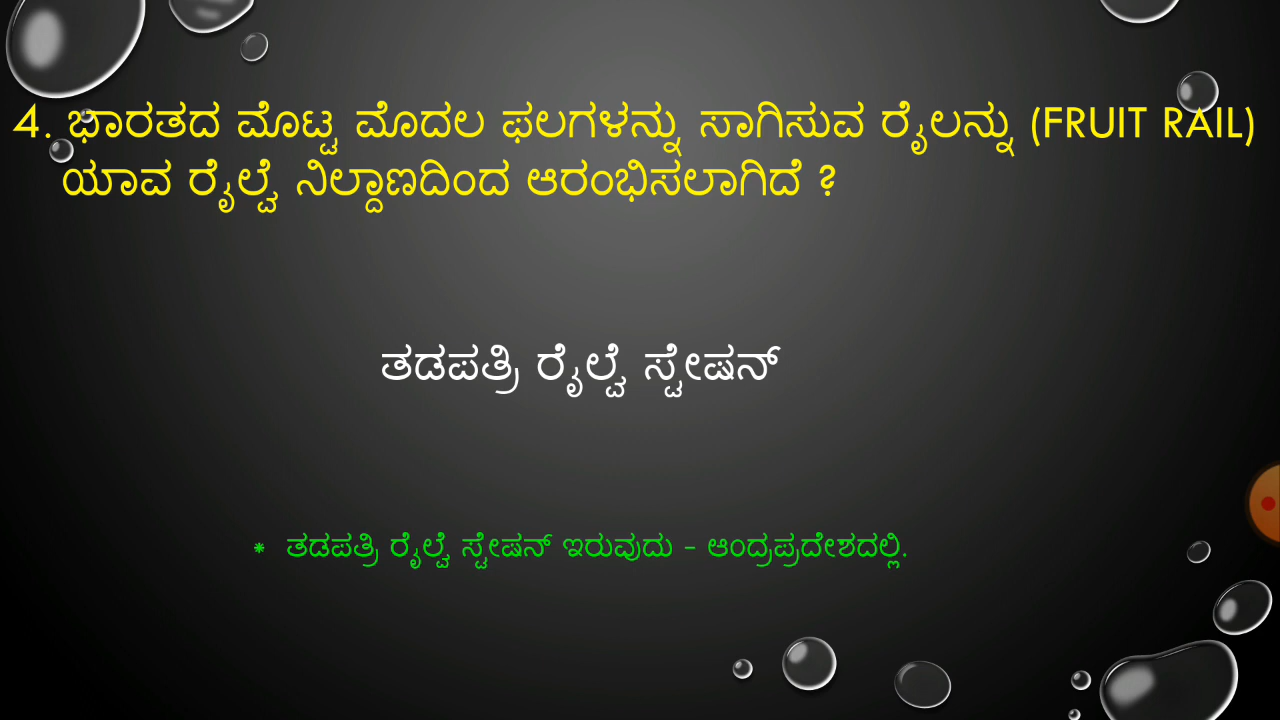 4. ಭಾರತದ ಮೊಟ್ಟ ಮೊದಲ ಫಲಗಳನ್ನು ಸಾಗಿಸುವ ರೈಲನ್ನು (FRUIT RAIL)
ಯಾವ ರೈಲ್ವೆ ನಿಲ್ದಾಣದಿಂದ ಆರಂಭಿಸಲಾಗಿದೆ ?
ತಡಪತ್ರಿ ರೈಲ್ವೆ ಸ್ಟೇಷನ್
* ತಡಪತ್ರಿ ರೈಲ್ವೆ ಸ್ಟೇಷನ್ ಇರುವುದು – ಆಂದ್ರಪ್ರದೇಶದಲ್ಲಿ.